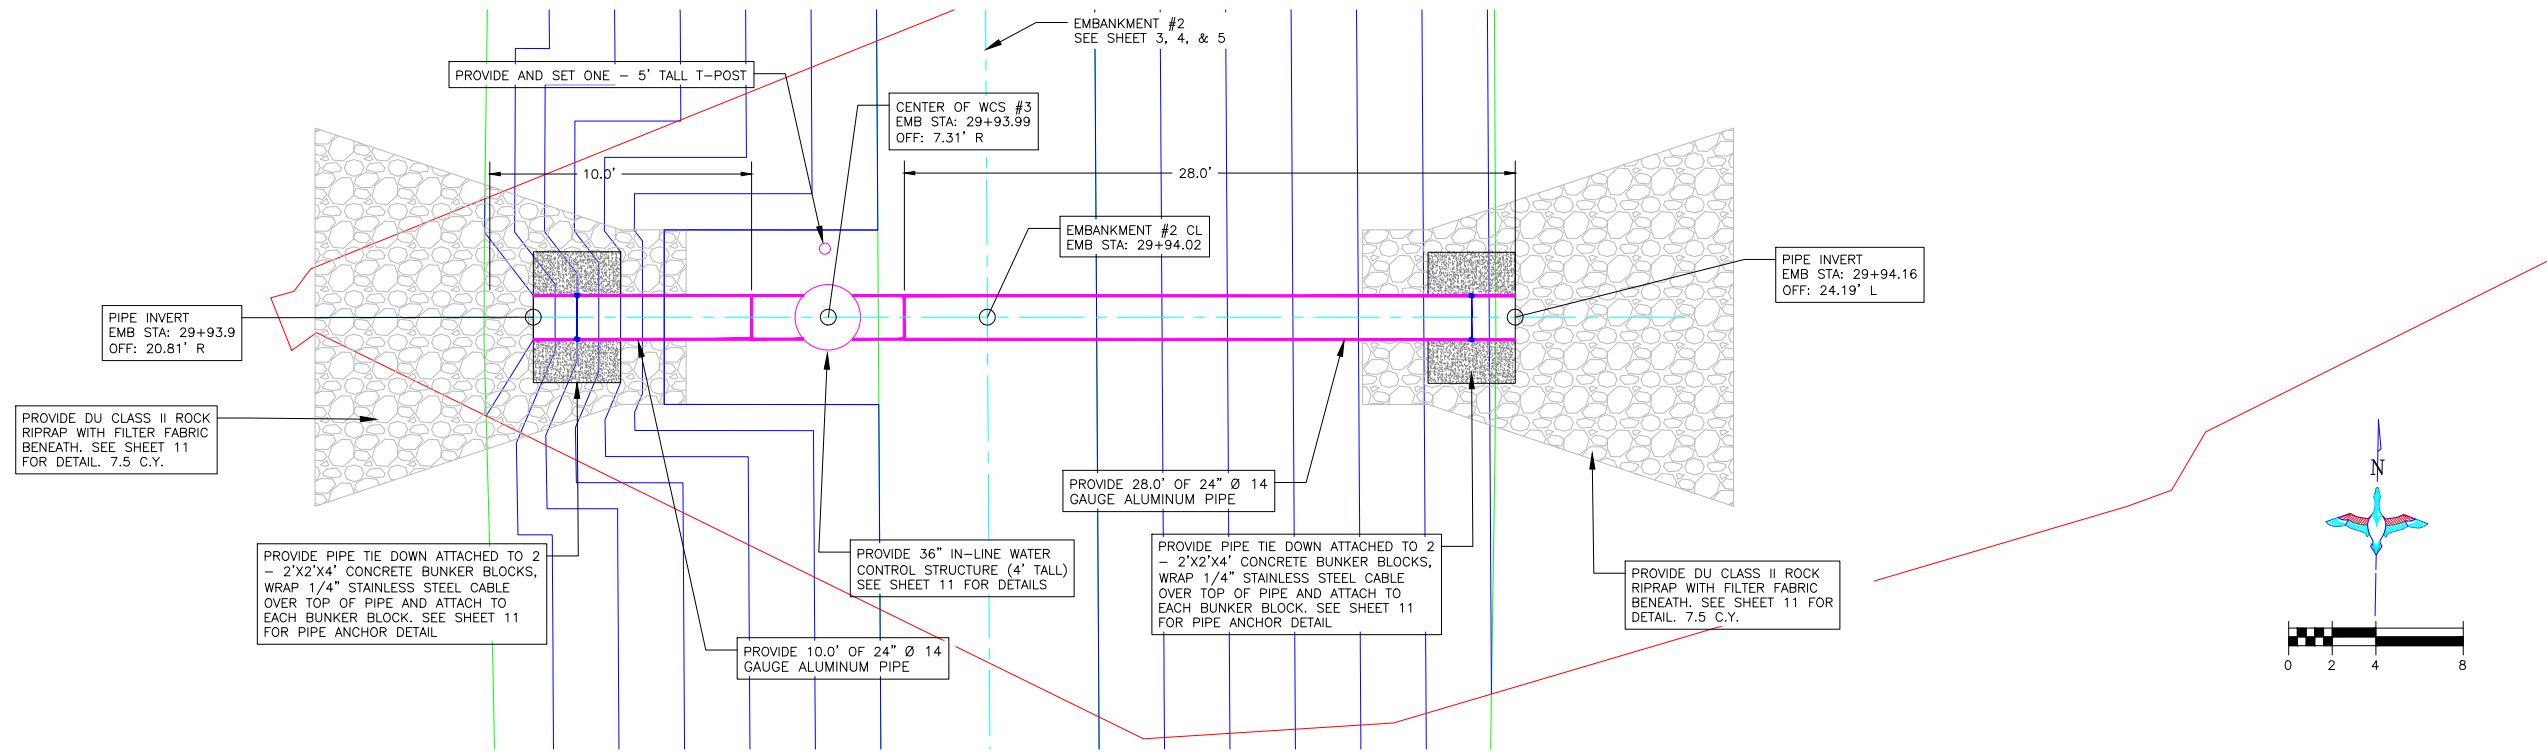 EMBANKMENT #2
SEE SHEET 3, 4, & 5
PROVIDE AND SET ONE - 5' TALL T-POST
CENTER OF WCS #3
EMB STA: 29+93.99
OFF: 7.31' R
10.0'
28.0'
EMBANKMENT #2 CL
EMB STA: 29+94.02
PIPE INVERT
EMB STA: 29+94.16
OFF: 24.19' L
PIPE INVERT
EMB STA: 29+93.9
OFF: 20.81' R
PROVIDE DU CLASS II ROCK
RIPRAP WITH FILTER FABRIC
BENEATH. SEE SHEET 11
FOR DETAIL. 7.5 C.Y.
PROVIDE 28.0' OF 24" Ø 14
GAUGE ALUMINUM PIPE
N
PROVIDE PIPE TIE DOWN ATTACHED TO 2
- 2'X2'X4' CONCRETE BUNKER BLOCKS,
WRAP 1/4" STAINLESS STEEL CABLE
OVER TOP OF PIPE AND ATTACH TO
EACH BUNKER BLOCK. SEE SHEET 11
FOR PIPE ANCHOR DETAIL
PROVIDE 36" IN-LINE WATER
CONTROL STRUCTURE (4' TALL)
SEE SHEET 11 FOR DETAILS
PROVIDE PIPE TIE DOWN ATTACHED TO 2
- 2'X2'X4' CONCRETE BUNKER BLOCKS,
WRAP 1/4" STAINLESS STEEL CABLE
OVER TOP OF PIPE AND ATTACH TO
EACH BUNKER BLOCK. SEE SHEET 11
FOR PIPE ANCHOR DETAIL
PROVIDE DU CLASS II ROCK
RIPRAP WITH FILTER FABRIC
BENEATH. SEE SHEET 11 FOR
DETAIL. 7.5 C.Y.
PROVIDE 10.0' OF 24" Ø 14
GAUGE ALUMINUM PIPE
0 2 4 8